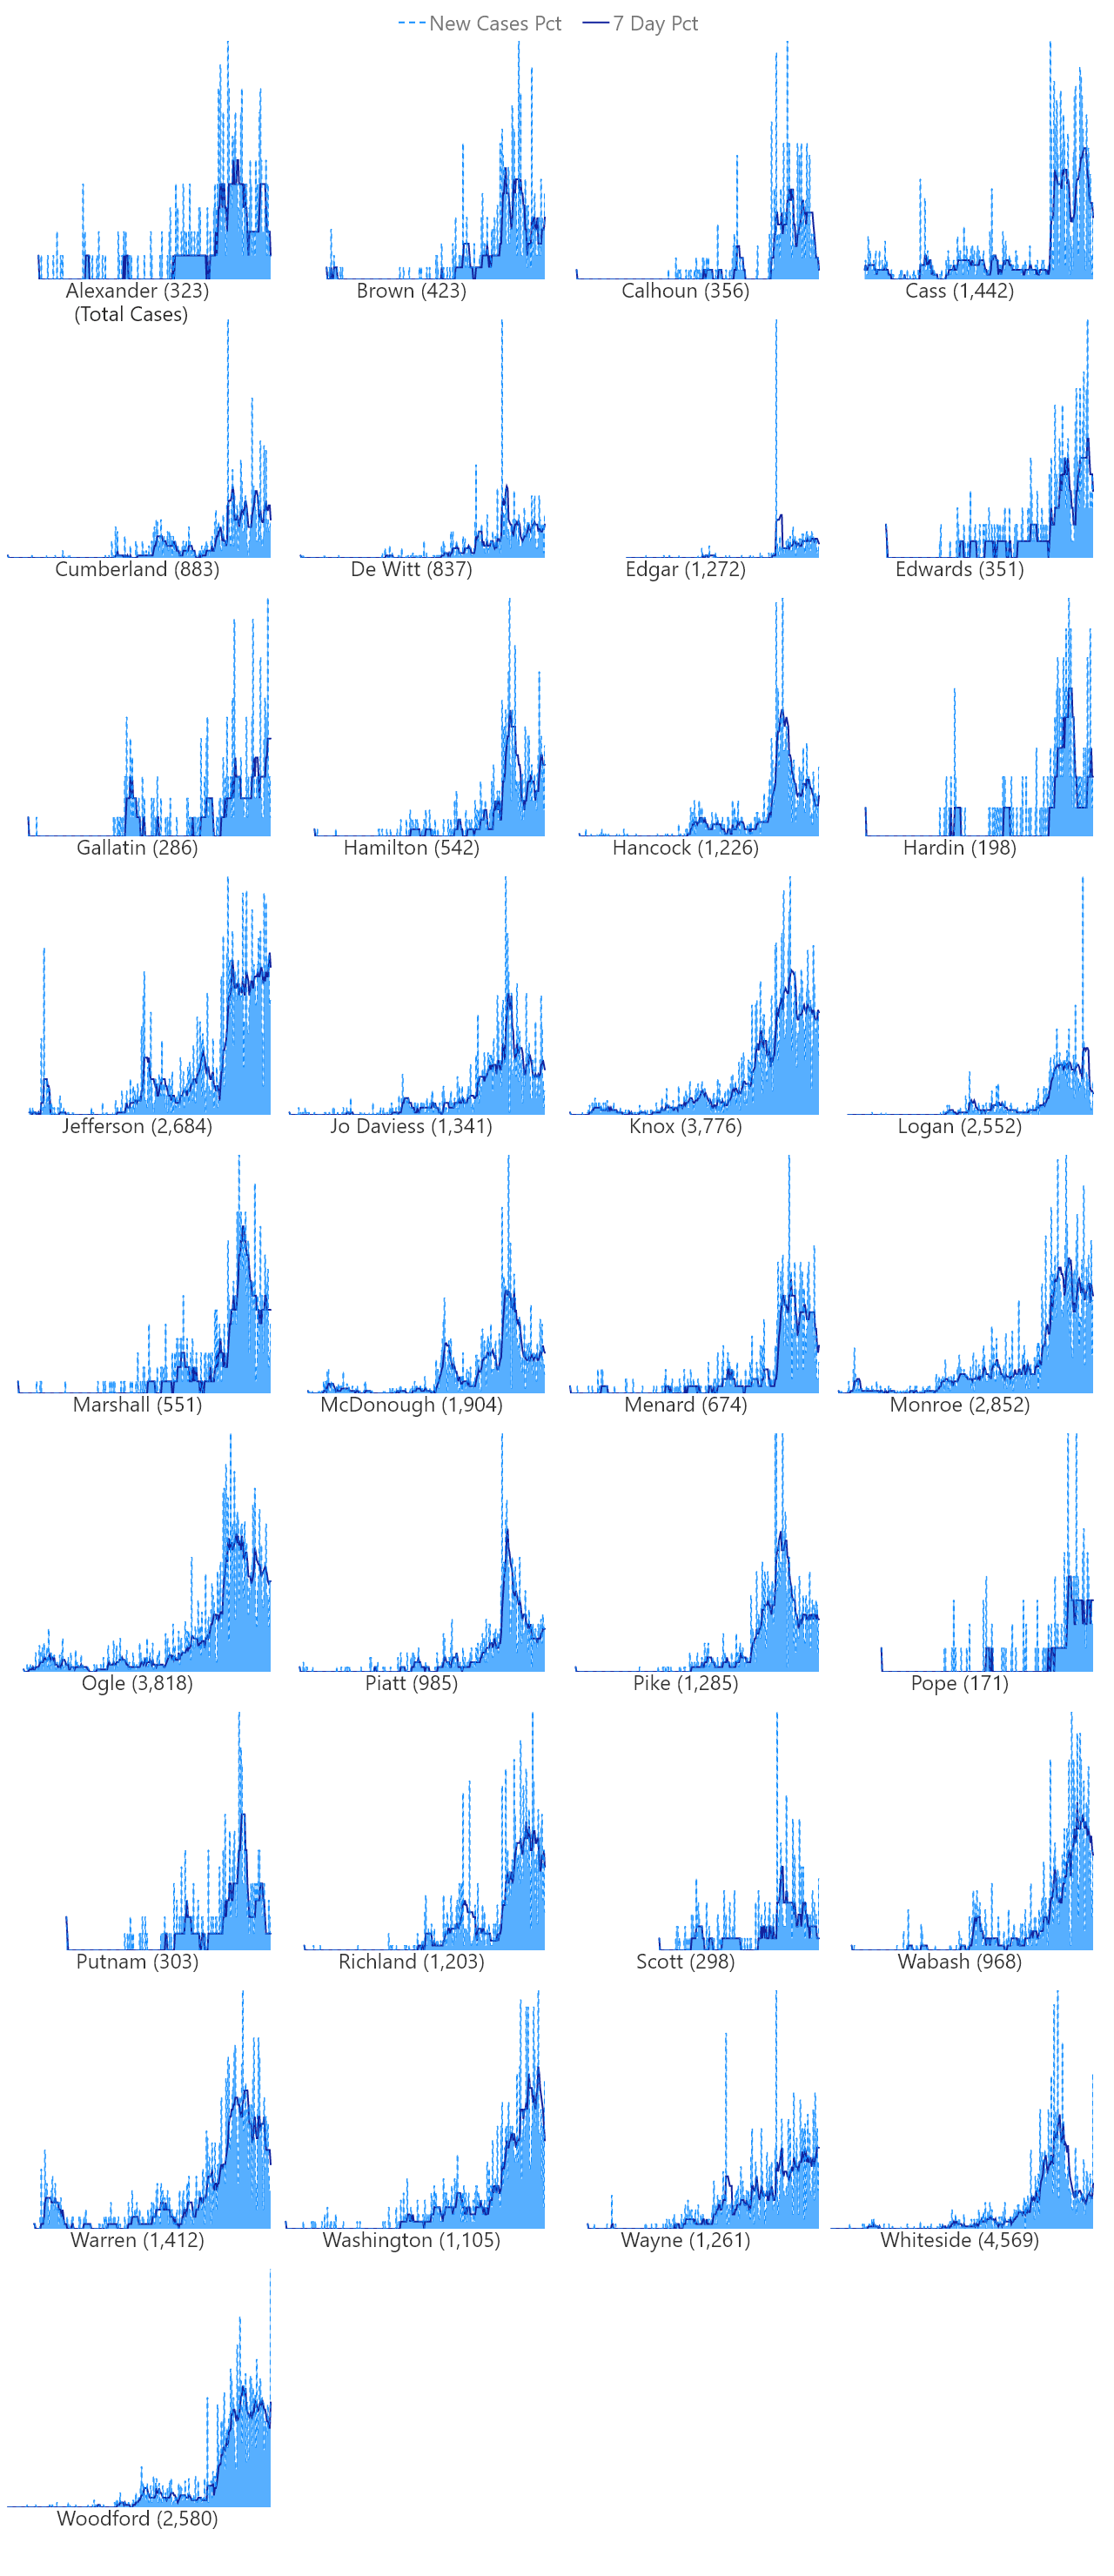 New Cases Pct 7 Day Pct
Alexander (323) Brown (423) Calhoun (356) Cass (1,442)
(Total Cases)
Cumberland (883) De Witt (837) Edgar (1,272) Edwards (351)
Gallatin (286) Hamilton (542) Hancock (1,226) Hardin (198)
Jefferson (2,684) Jo Daviess (1,341) Knox (3,776) Logan (2,552)
Marshall (551) McDonough (1,904) Menard (674) Monroe (2,852)
Ogle (3,818) Piatt (985) Pike (1,285) Pope (171)
Putnam (303) Richland (1,203) Scott (298) Wabash (968)
Warren (1,412) Washington (1,105) Wayne (1,261) Whiteside (4,569)
Woodford (2,580)